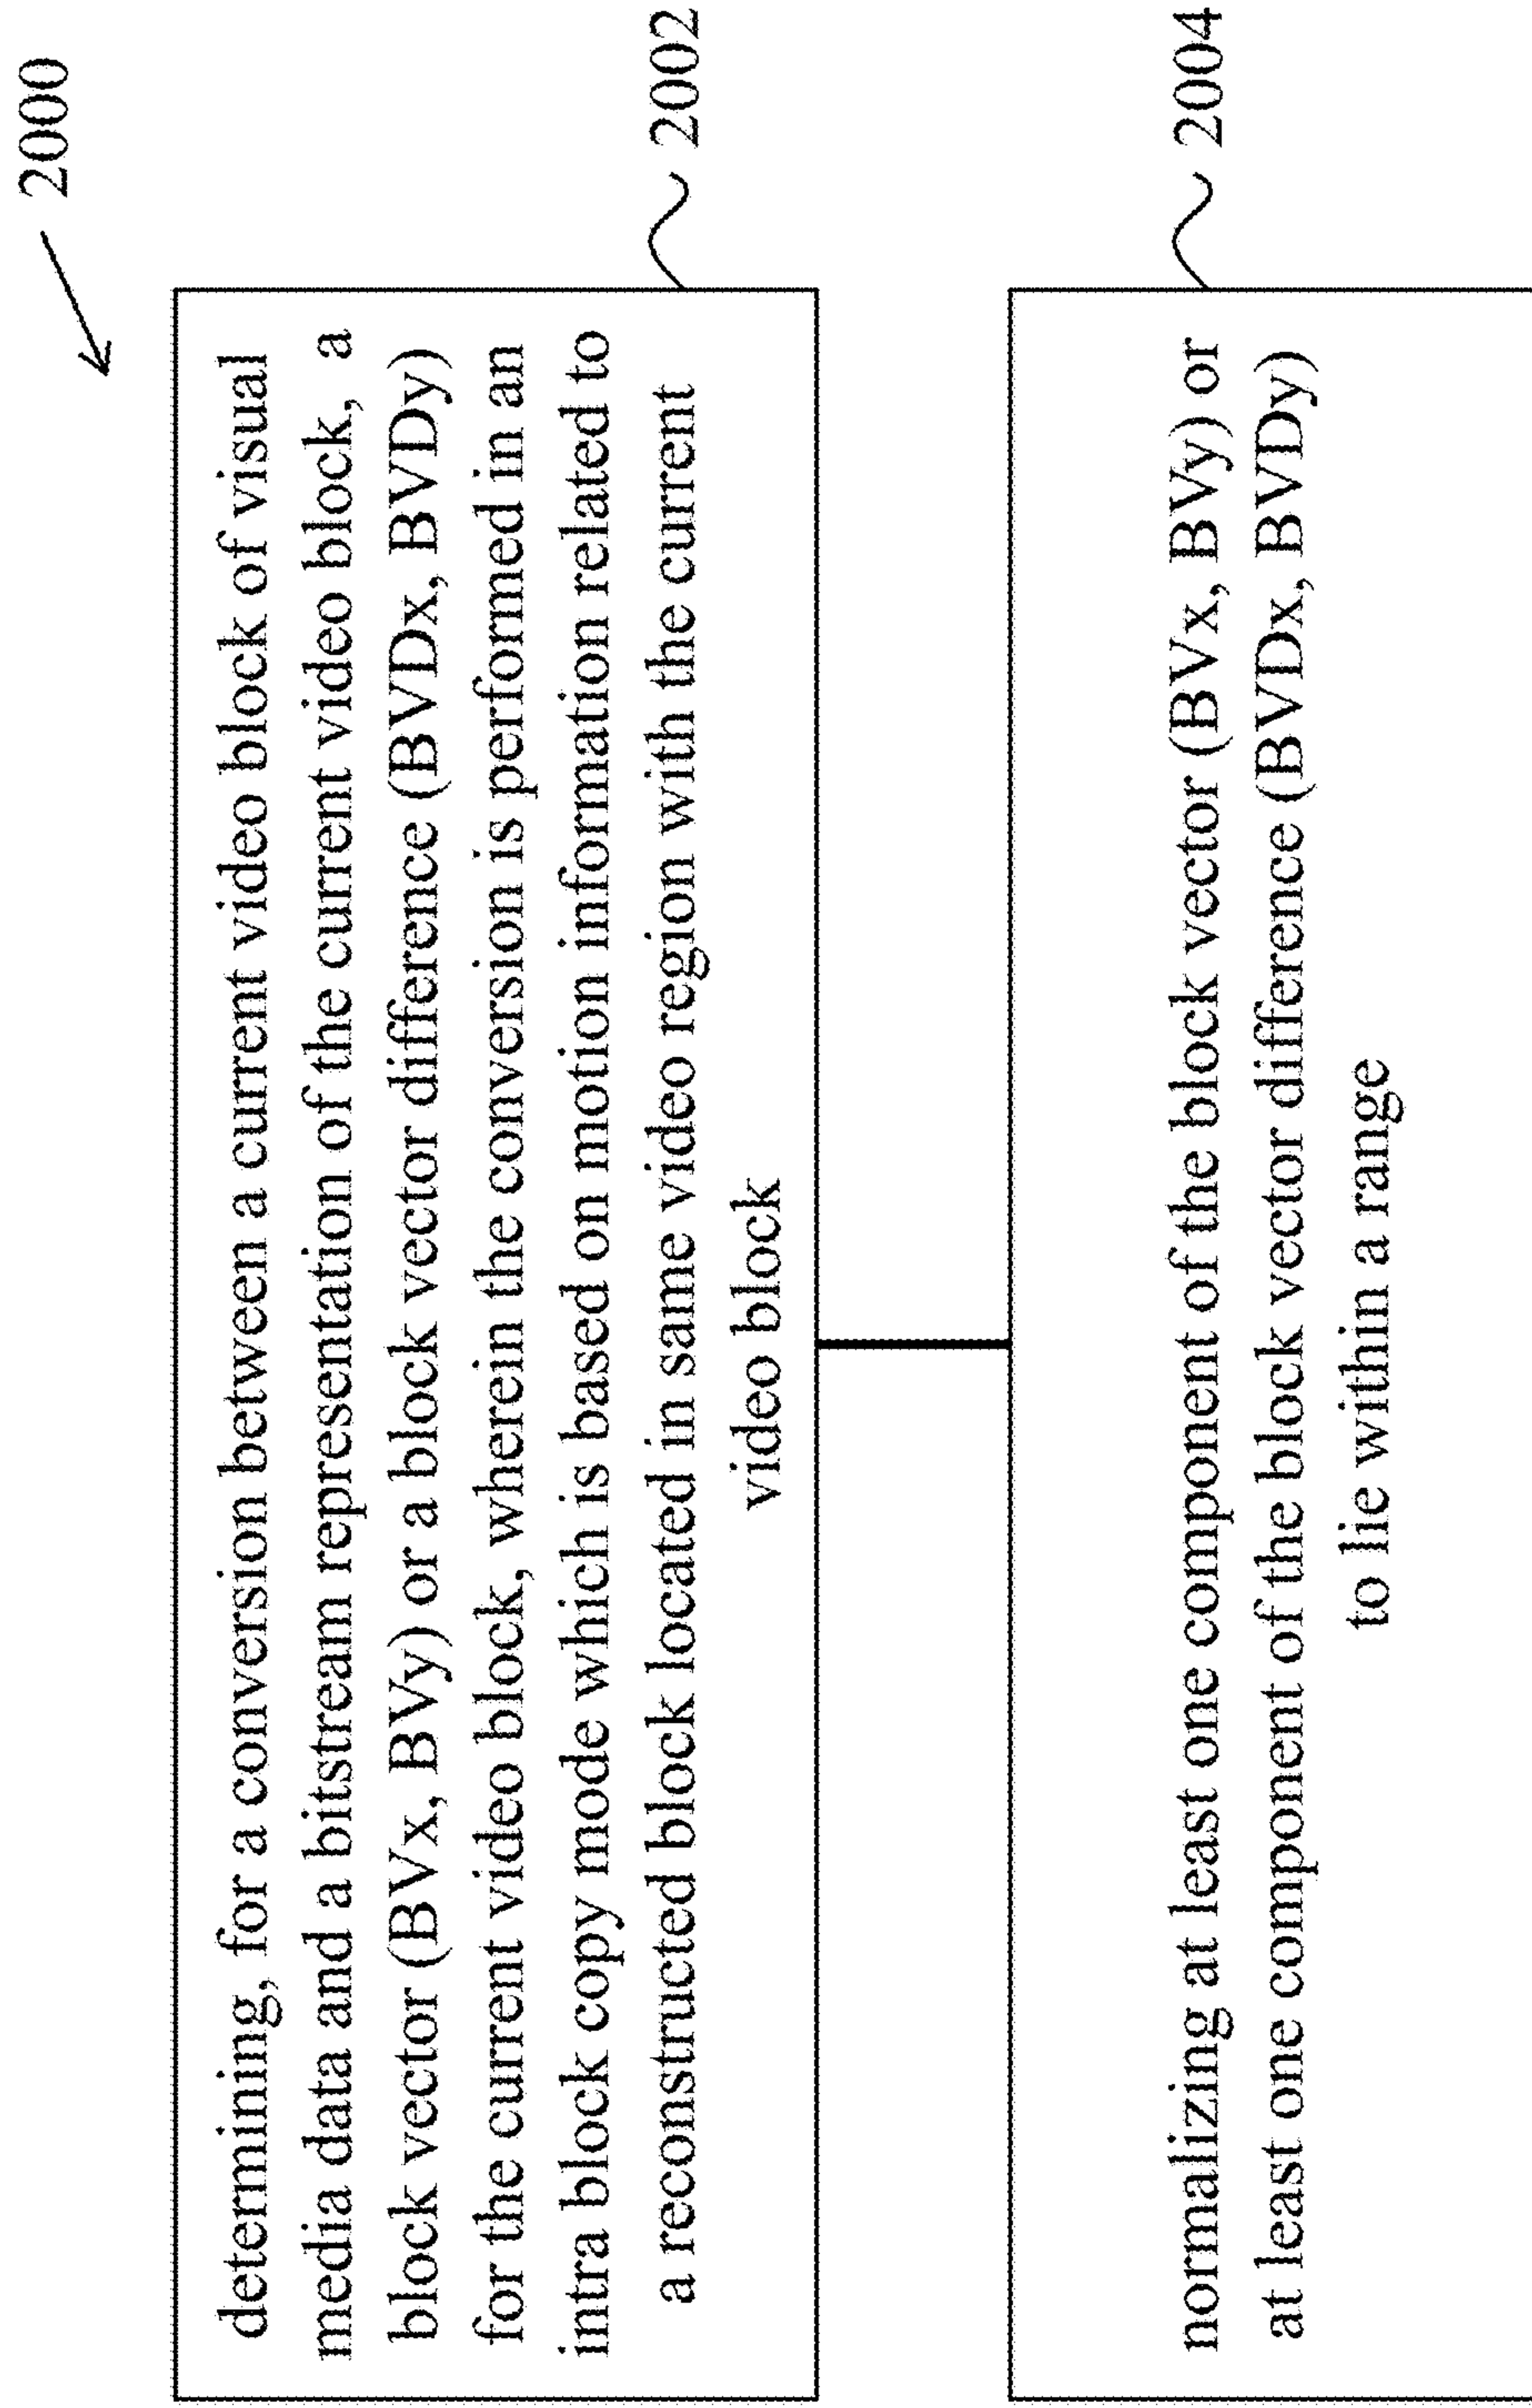 2000
determining, for a conversion between a current video block of visual
media data and a bitstream representation of the current video block, a
block vector (BVx, BVy) or a block vector difference (BVDx, BVDy)
for the current video block, wherein the conversion is performed in an
intra block copy mode which is based on motion information related to
a reconstructed block located in same video region with the current
video block
2002
normalizing at least one component of the block vector (BVx, BVy) or
at least one component of the block vector difference (BVDx, BVDy)
to lie within a range
2004